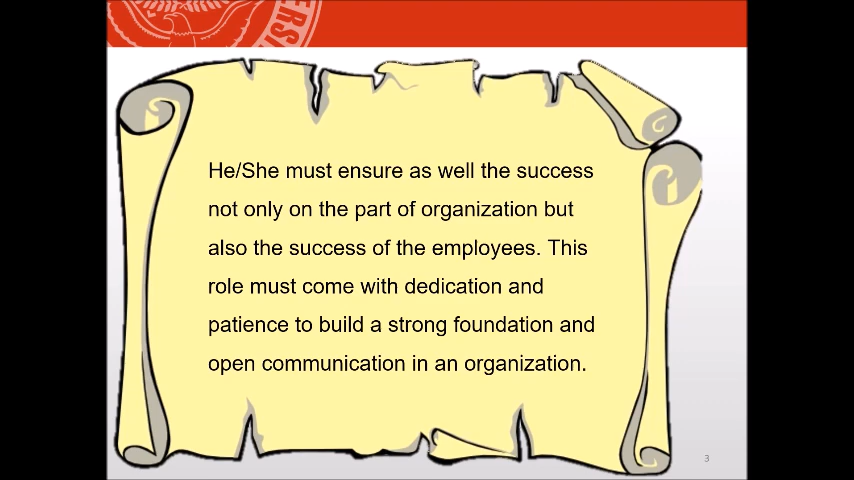 ERSI
He/She must ensure as well the success
not only on the part of organization but
also the success of the employees. This
role must come with dedication and
patience to build a strong foundation and
open communication in an organization.
3